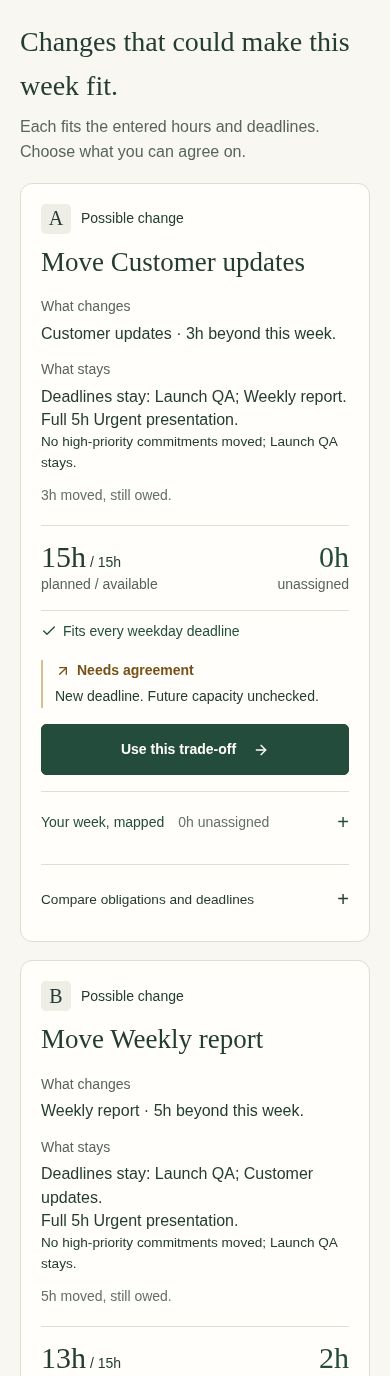 Changes that could make this
week fit.
Each fits the entered hours and deadlines.
Choose what you can agree on.
A Possible change
Move Customer updates
What changes
Customer updates · 3h beyond this week.
What stays
Deadlines stay: Launch QA; Weekly report.
Full 5h Urgent presentation.
No high-priority commitments moved; Launch QA
stays.
3h moved, still owed.
15h / 15h 0h
planned / available unassigned
Fits every weekday deadline
Needs agreement
New deadline. Future capacity unchecked.
Use this trade-off →
Your week, mapped 0h unassigned +
Compare obligations and deadlines +
B Possible change
Move Weekly report
What changes
Weekly report · 5h beyond this week.
What stays
Deadlines stay: Launch QA; Customer
updates.
Full 5h Urgent presentation.
No high-priority commitments moved; Launch QA
stays.
5h moved, still owed.
13h / 15h 2h